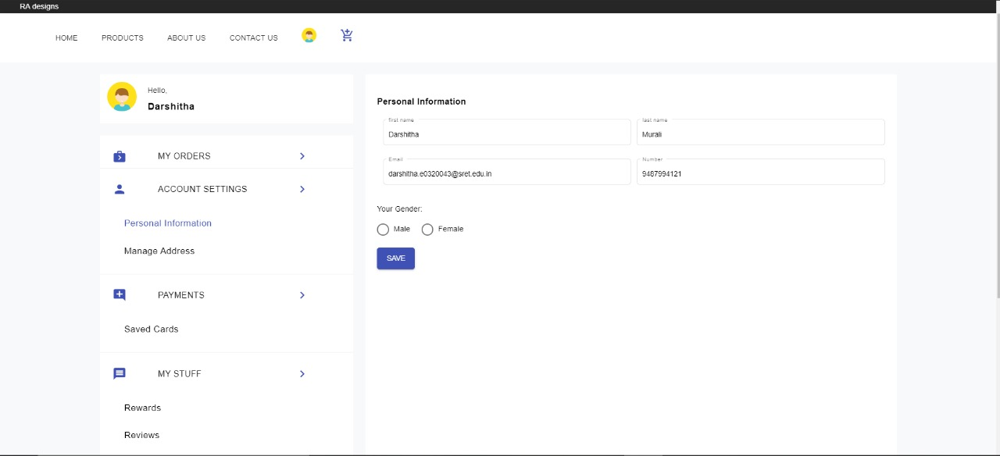 RA designs
HOME PRODUCTS ABOUT US CONTACT US
Hello,
Darshitha
MY ORDERS
ACCOUNT SETTINGS
Personal Information
Manage Address
PAYMENTS
Saved Cards
MY STUFF
Rewards
Reviews
Personal Information
first name
Darshitha
last name
Murali
Email
darshitha.e0320043@sret.edu.in
Number
9487994121
Your Gender:
Male Female
SAVE